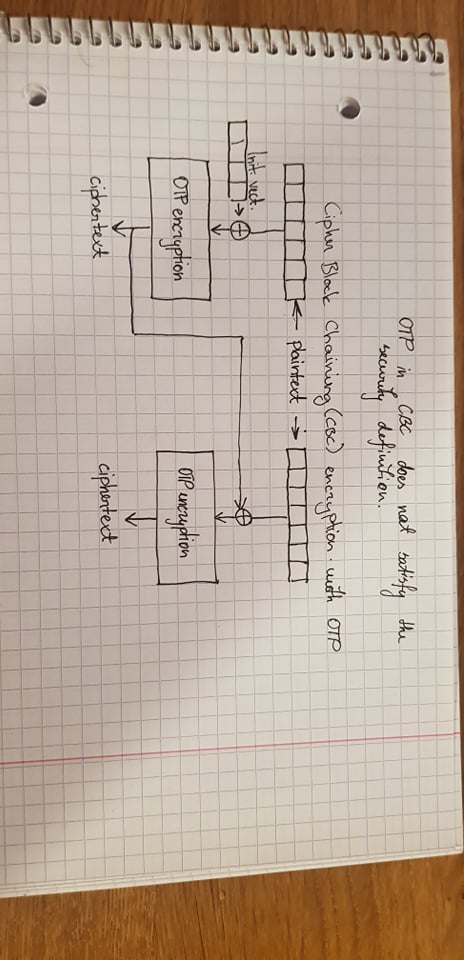 OTP in CBC does not satisfy the
security definition.
Cipher Block Chaining (CBC) encryption with OTP
← plaintext →
Init. vect.
OTP encryption
OTP encryption
ciphertext
ciphertext